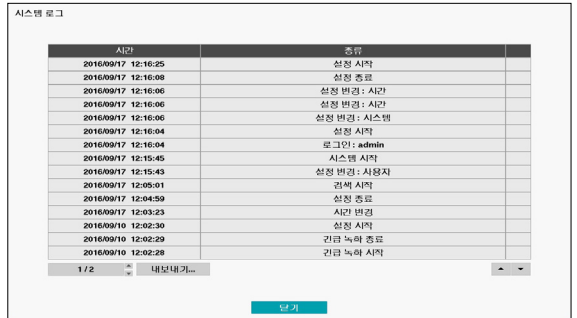 시스템 로그
시간 종류
2016/09/17 12:16:25 설정 시작
2016/09/17 12:16:08 설정 종료
2016/09/17 12:16:06 설정 변경 : 시간
2016/09/17 12:16:06 설정 변경 : 시간
2016/09/17 12:16:06 설정 변경 : 시스템
2016/09/17 12:16:04 설정 시작
2016/09/17 12:16:04 로그인 : admin
2016/09/17 12:15:45 시스템 시작
2016/09/17 12:15:43 설정 변경 : 사용자
2016/09/17 12:05:01 검색 시작
2016/09/17 12:04:59 설정 종료
2016/09/17 12:03:23 시간 변경
2016/09/10 12:02:30 설정 시작
2016/09/10 12:02:29 긴급 녹화 종료
2016/09/10 12:02:28 긴급 녹화 시작
1 / 2 내보내기...
닫기